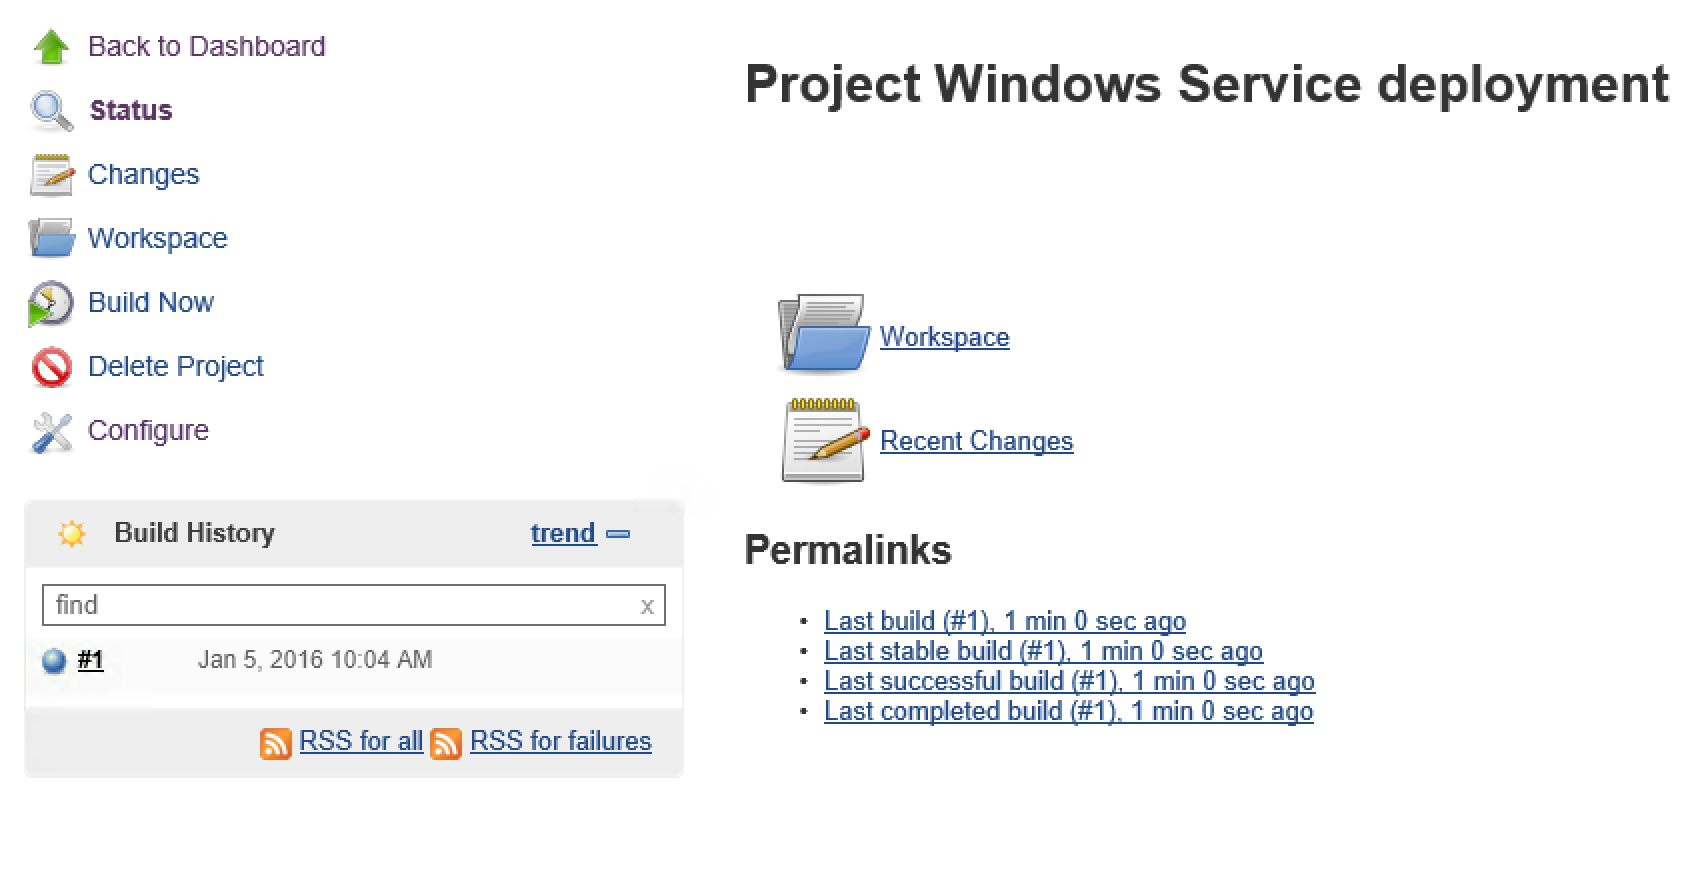 Back to Dashboard
Status
Changes
Workspace
Build Now
Delete Project
Configure
Build History trend
find x
#1 Jan 5, 2016 10:04 AM
RSS for all RSS for failures
Project Windows Service deployment
Workspace
Recent Changes
Permalinks
• Last build (#1), 1 min 0 sec ago
• Last stable build (#1), 1 min 0 sec ago
• Last successful build (#1), 1 min 0 sec ago
• Last completed build (#1), 1 min 0 sec ago